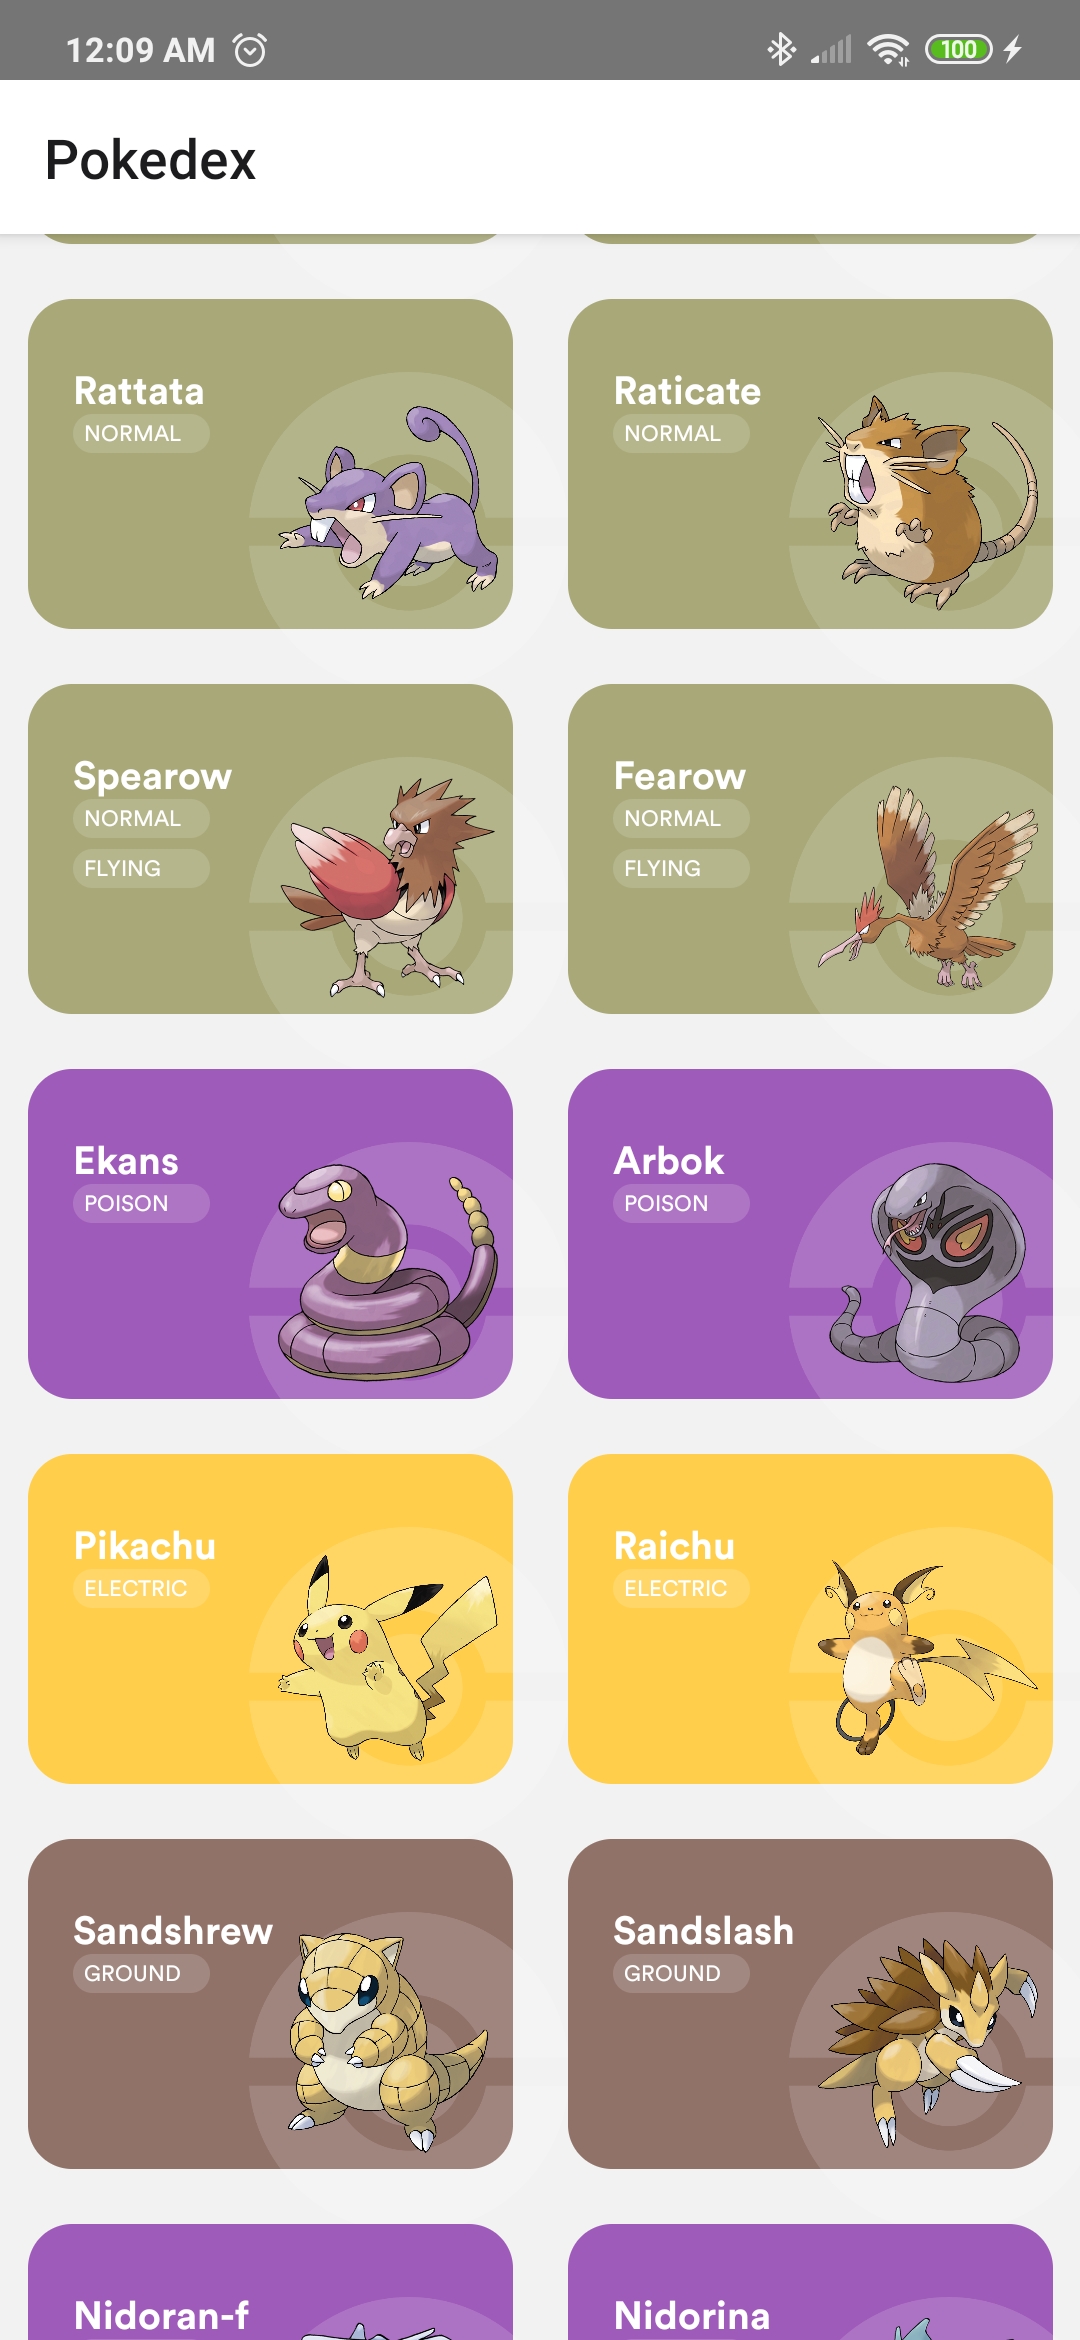 12:09 AM
100
Pokedex
Rattata
NORMAL
Raticate
NORMAL
Spearow
NORMAL
FLYING
Fearow
NORMAL
FLYING
Ekans
POISON
Arbok
POISON
Pikachu
ELECTRIC
Raichu
ELECTRIC
Sandshrew
GROUND
Sandslash
GROUND
Nidoran-f
Nidorina